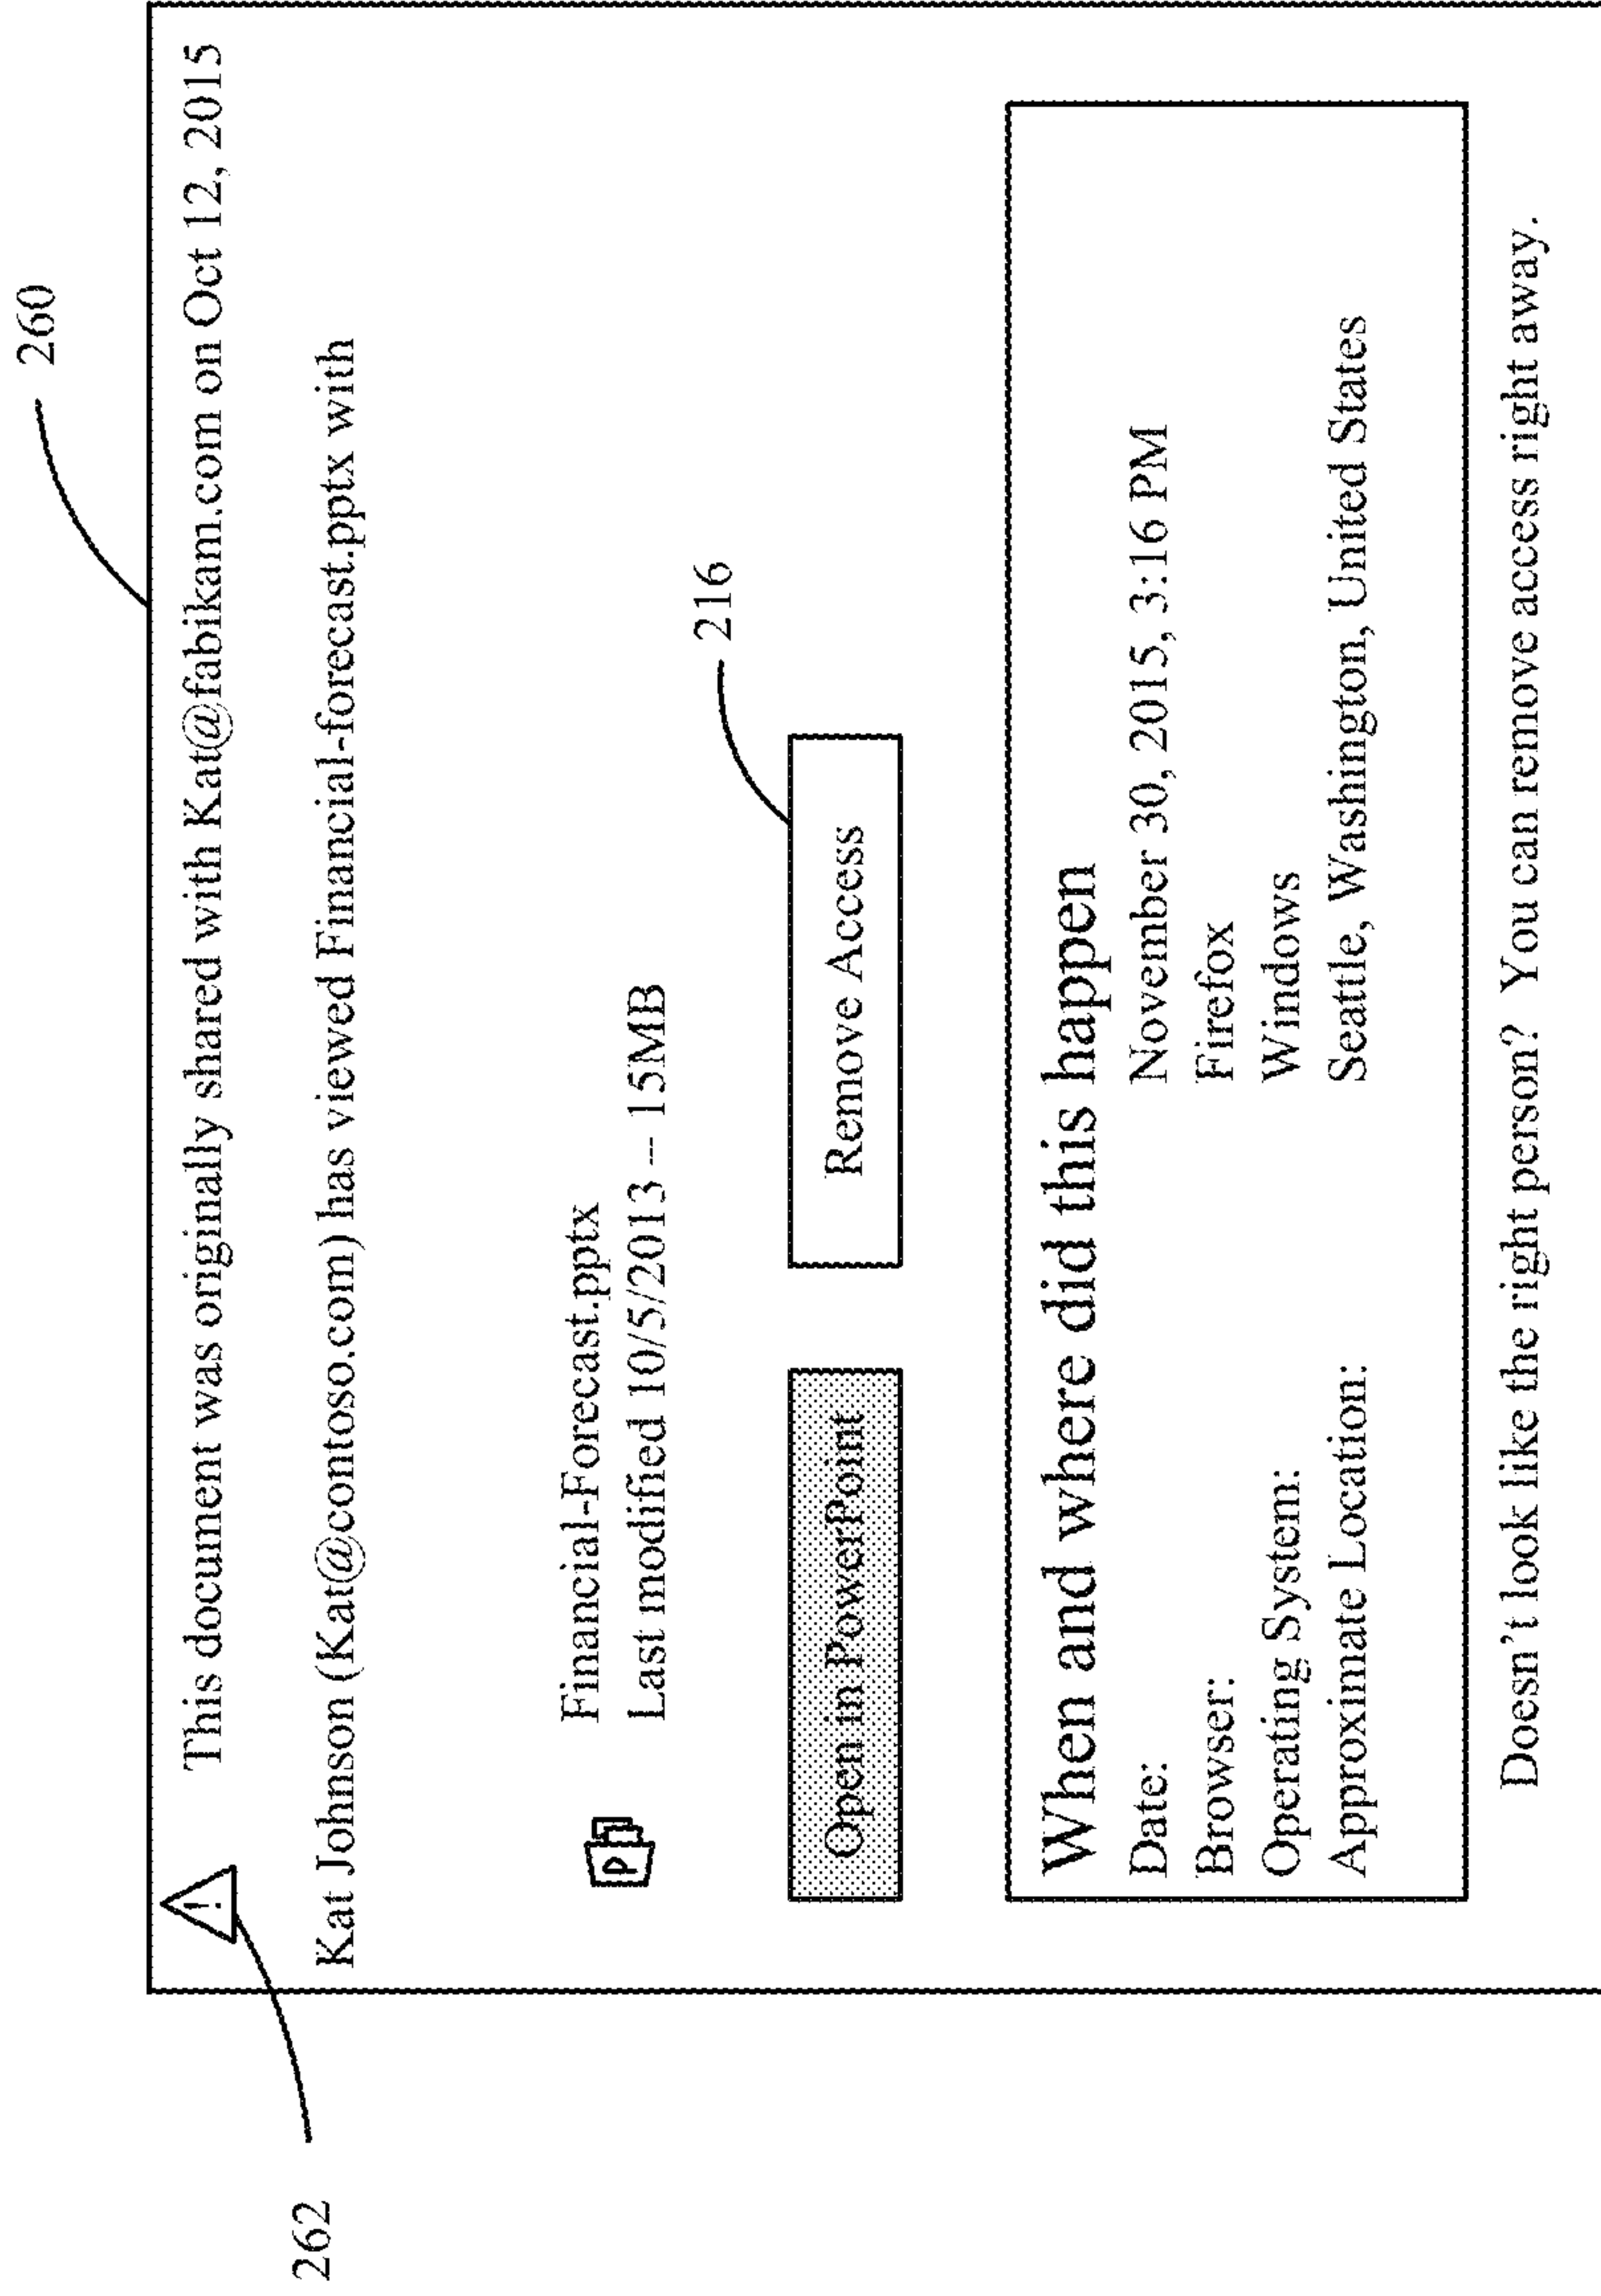 260
262
This document was originally shared with Kat@fabikam.com on Oct 12, 2015
Kat Johnson (Kat@contoso.com) has viewed Financial-forecast.pptx with
P
Financial-Forecast.pptx
Last modified 10/5/2013 -- 15MB
216
Open in PowerPoint
Remove Access
When and where did this happen
Date: November 30, 2015, 3:16 PM
Browser: Firefox
Operating System: Windows
Approximate Location: Seattle, Washington, United States
Doesn't look like the right person? You can remove access right away.